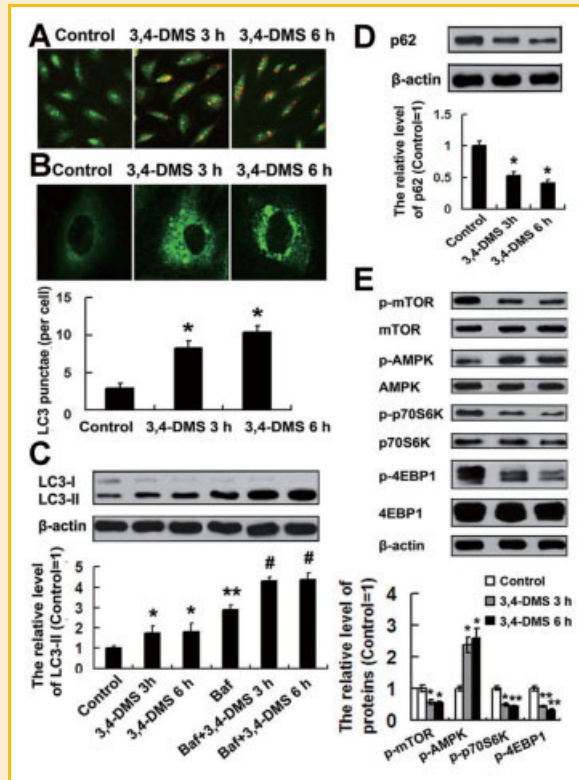 A Control 3,4-DMS 3 h 3,4-DMS 6 h
B Control 3,4-DMS 3 h 3,4-DMS 6 h
LC3 punctae (per cell)
15
10
5
0
* *
Control 3,4-DMS 3 h 3,4-DMS 6 h
C
LC3-I
LC3-II
β-actin
The relative level of LC3-II (Control=1)
5
4
3
2
1
0
* * ** # #
Control 3,4-DMS 3h 3,4-DMS 6 h Baf Baf+3,4-DMS 3 h Baf+3,4-DMS 6 h
D
p62
β-actin
The relative level of p62 (Control=1)
1.5
1
0.5
0
* *
Control 3,4-DMS 3h 3,4-DMS 6 h
E
p-mTOR
mTOR
p-AMPK
AMPK
p-p70S6K
p70S6K
p-4EBP1
4EBP1
β-actin
Control
3,4-DMS 3 h
3,4-DMS 6 h
The relative level of proteins (Control=1)
4
3
2
1
0
* * * * * ** ** **
p-mTOR p-AMPK p-p70S6K p-4EBP1